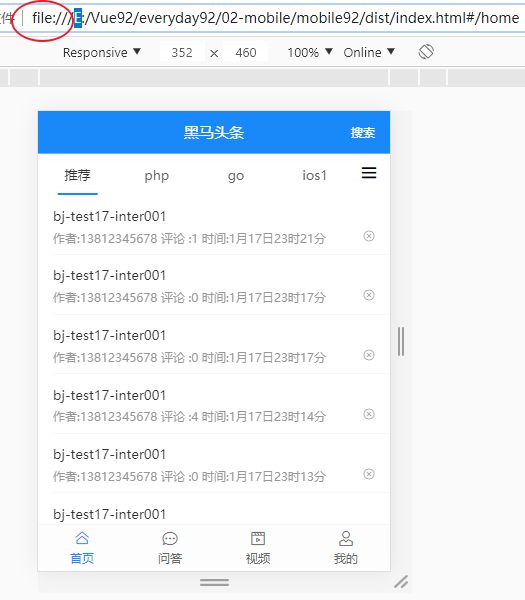 件 file:///E:/Vue92/everyday92/02-mobile/mobile92/dist/index.html#/home
Responsive ▼ 352 × 460 100% ▼ Online ▼
黑马头条 搜索
推荐 php go ios1
bj-test17-inter001
作者:13812345678 评论 :1 时间:1月17日23时21分
bj-test17-inter001
作者:13812345678 评论 :0 时间:1月17日23时17分
bj-test17-inter001
作者:13812345678 评论 :0 时间:1月17日23时17分
bj-test17-inter001
作者:13812345678 评论 :4 时间:1月17日23时14分
bj-test17-inter001
作者:13812345678 评论 :0 时间:1月17日23时13分
bj-test17-inter001
首页 问答 视频 我的